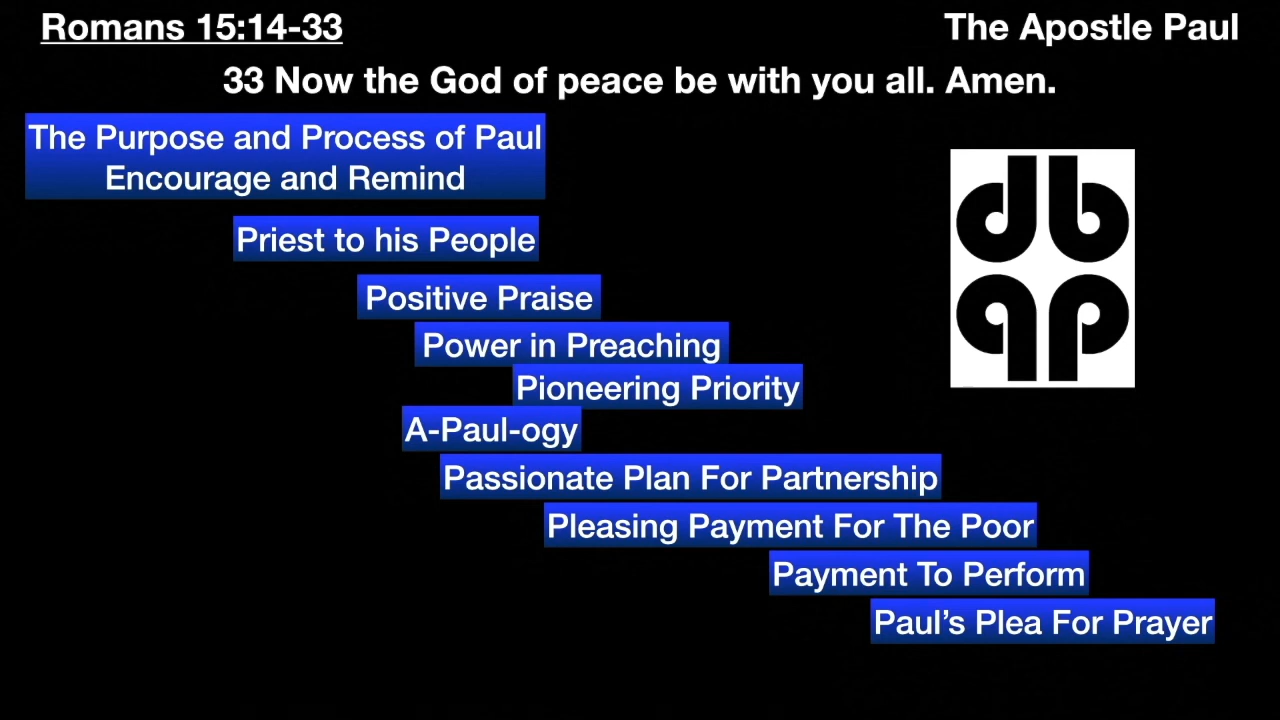 Romans 15:14-33
The Apostle Paul
33 Now the God of peace be with you all. Amen.
The Purpose and Process of Paul
Encourage and Remind
Priest to his People
Positive Praise
Power in Preaching
Pioneering Priority
A-Paul-ogy
Passionate Plan For Partnership
Pleasing Payment For The Poor
Payment To Perform
Paul’s Plea For Prayer
db
qp